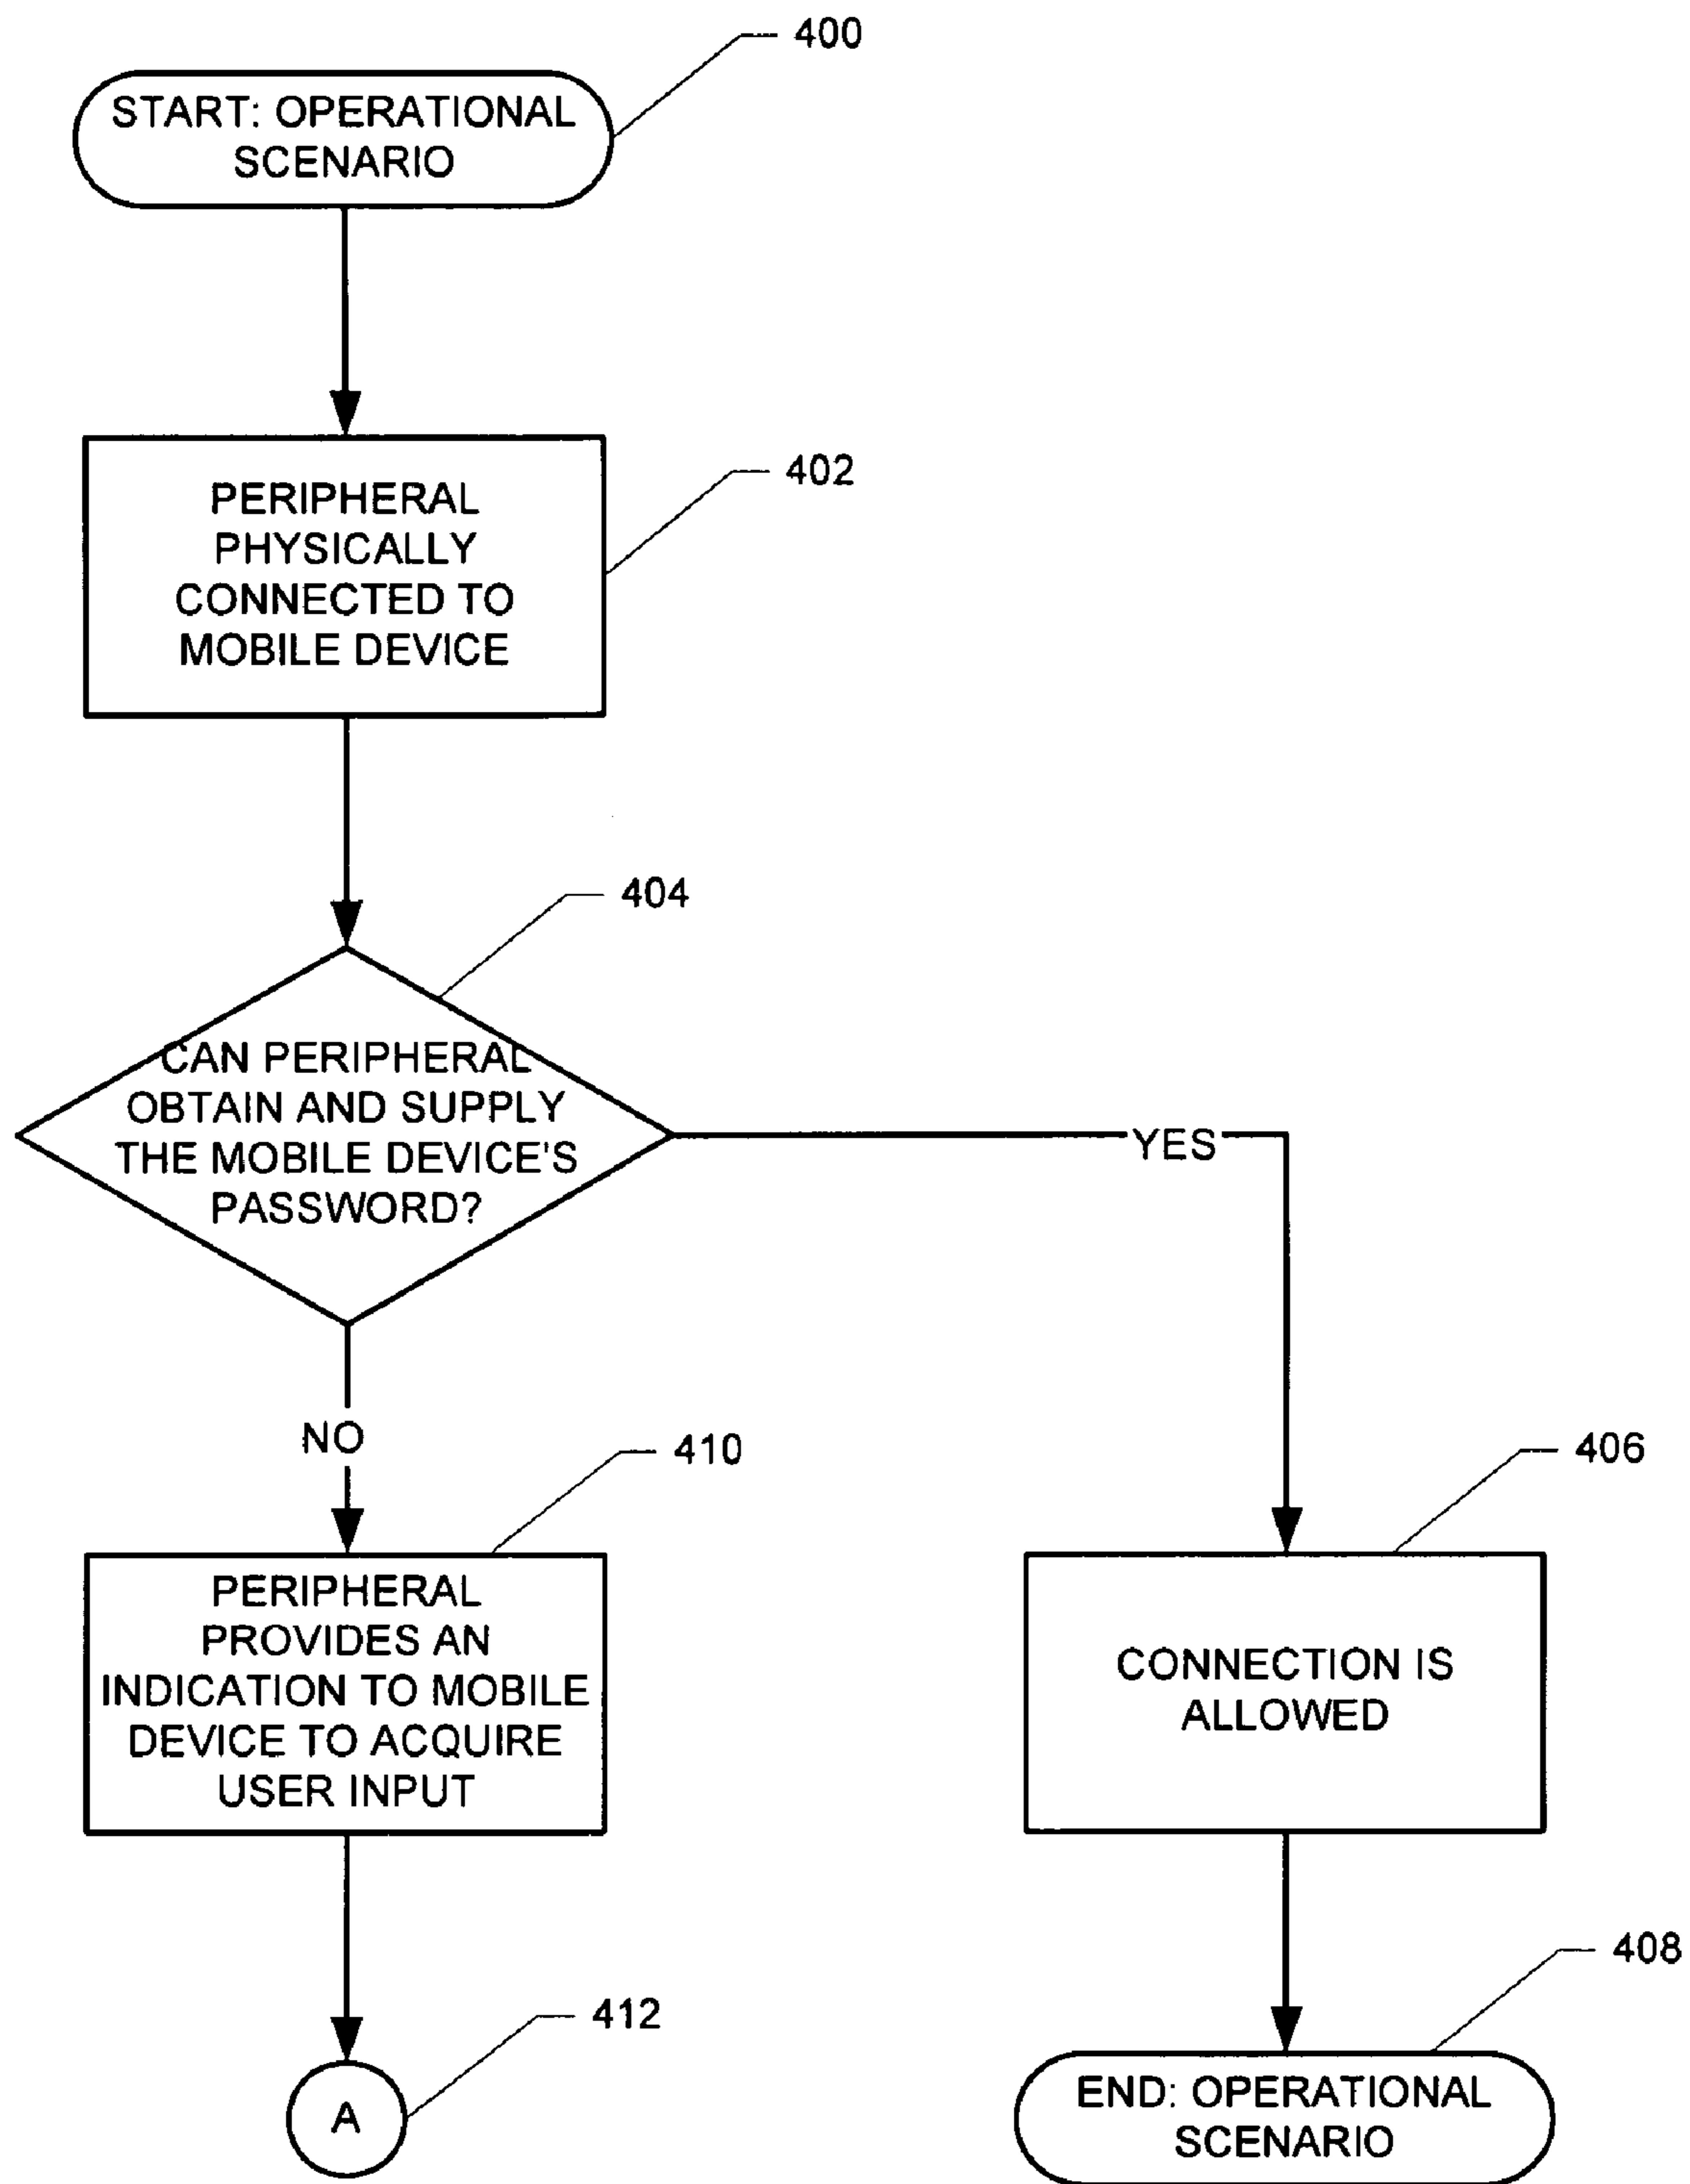 400
START: OPERATIONAL
SCENARIO
402
PERIPHERAL
PHYSICALLY
CONNECTED TO
MOBILE DEVICE
404
CAN PERIPHERAL
OBTAIN AND SUPPLY
THE MOBILE DEVICE'S
PASSWORD?
YES
NO
410
PERIPHERAL
PROVIDES AN
INDICATION TO MOBILE
DEVICE TO ACQUIRE
USER INPUT
406
CONNECTION IS
ALLOWED
412
A
408
END: OPERATIONAL
SCENARIO